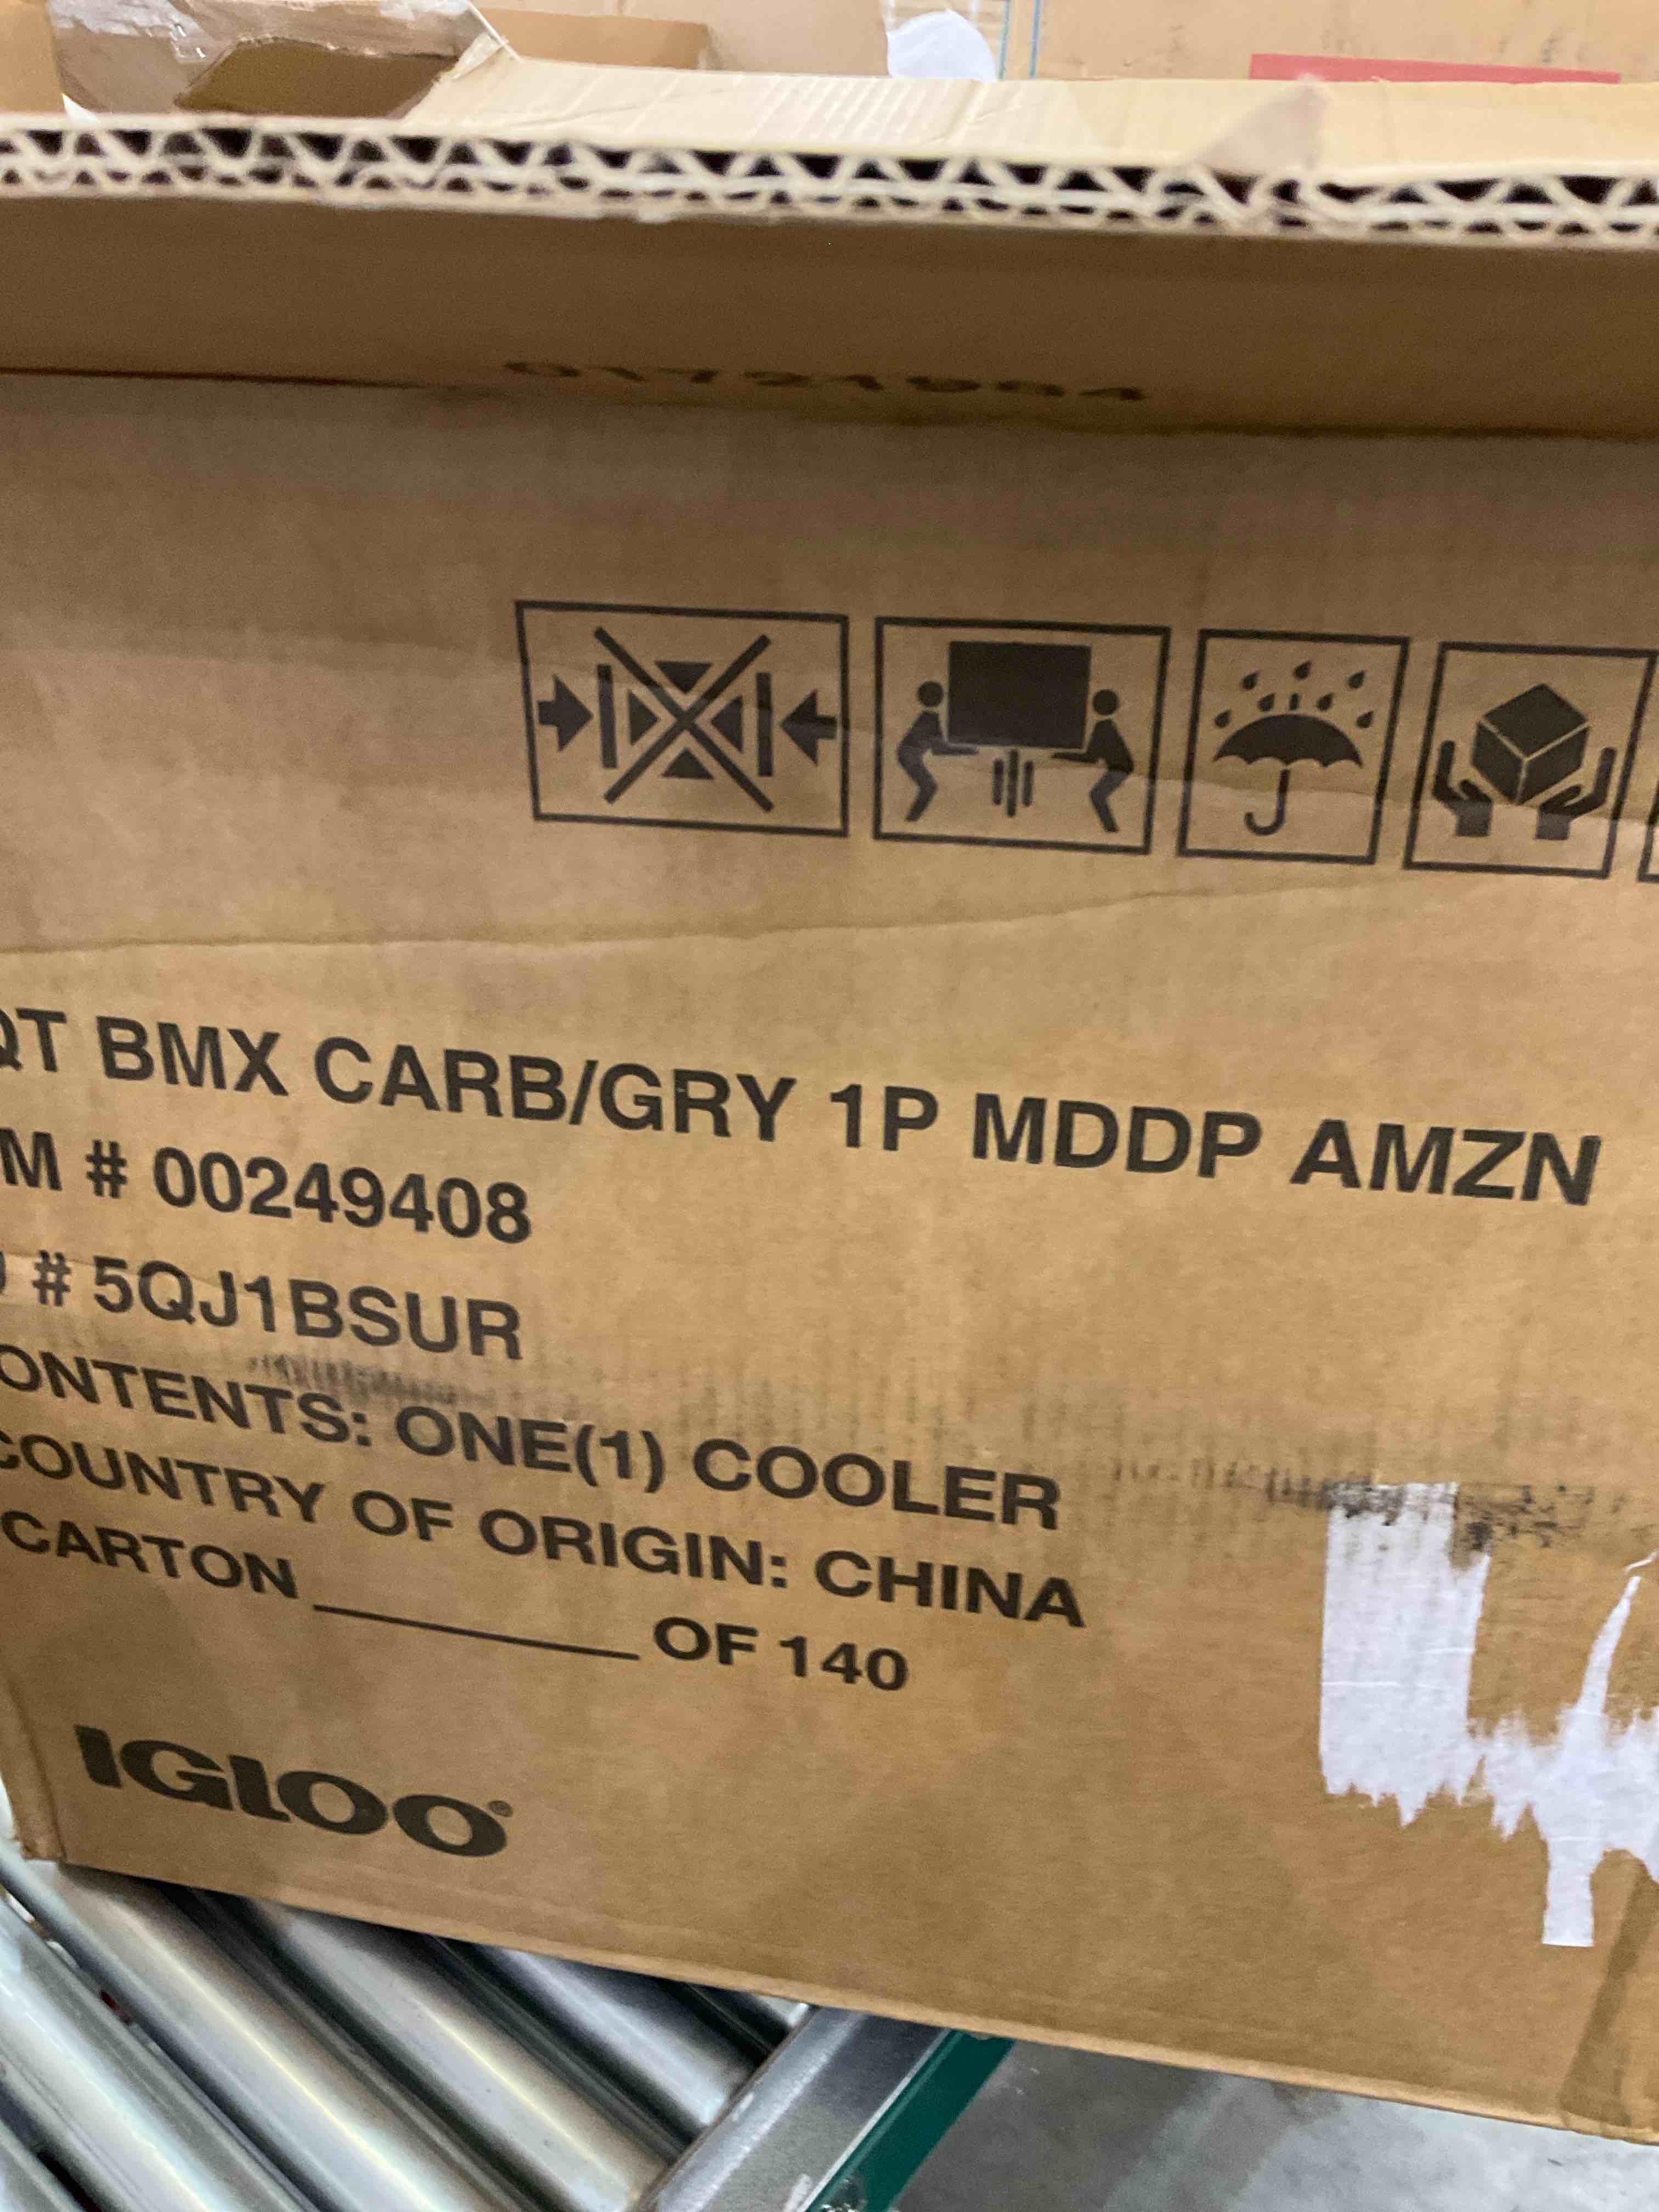 QT BMX CARB/GRY 1P MDDP AMZN
M # 00249408
# 5QJ1BSUR
ONTENTS: ONE(1) COOLER
COUNTRY OF ORIGIN: CHINA
CARTON ________ OF 140
IGLOO®